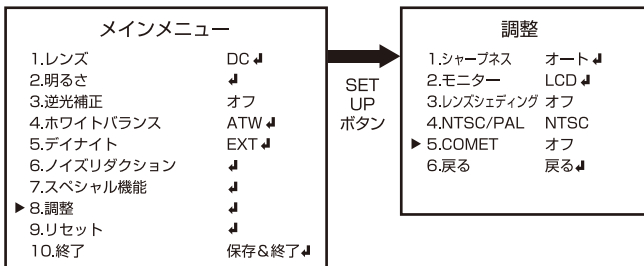 メインメニュー
1.レンズ DC↲
2.明るさ ↲
3.逆光補正 オフ
4.ホワイトバランス ATW↲
5.デイナイト EXT↲
6.ノイズリダクション ↲
7.スペシャル機能 ↲
▶8.調整 ↲
9.リセット ↲
10.終了 保存&終了↲
SET
UP
ボタン
調整
1.シャープネス オート↲
2.モニター LCD↲
3.レンズシェディング オフ
4.NTSC/PAL NTSC
▶5.COMET オフ
6.戻る 戻る↲